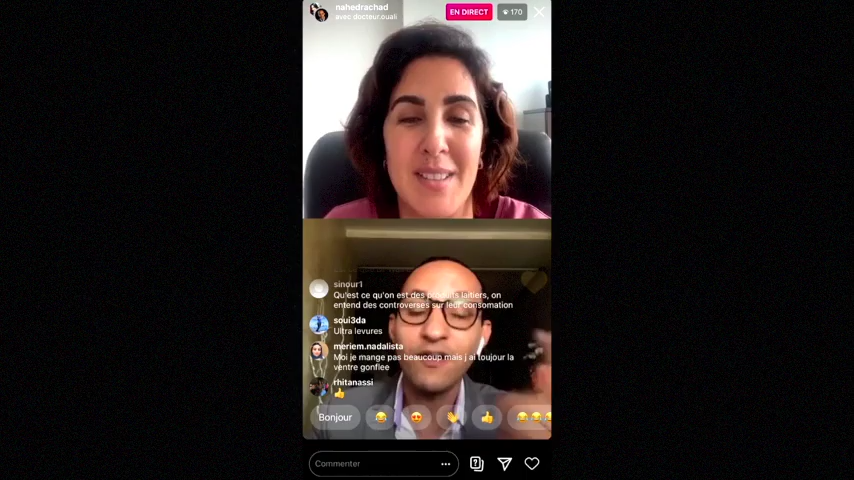 nahedrachad
avec docteur.ouali
EN DIRECT
170
sinour1
Qu'est ce qu'on est des produits laitiers, on
entend des controverses sur leur consomation
soui3da
Ultra levures
meriem.nadalista
Moi je mange pas beaucoup mais j ai toujour la
ventre gonflee
rhitanassi
👍
Bonjour 😂 😍 👏 👍 😂😂😂
Commenter